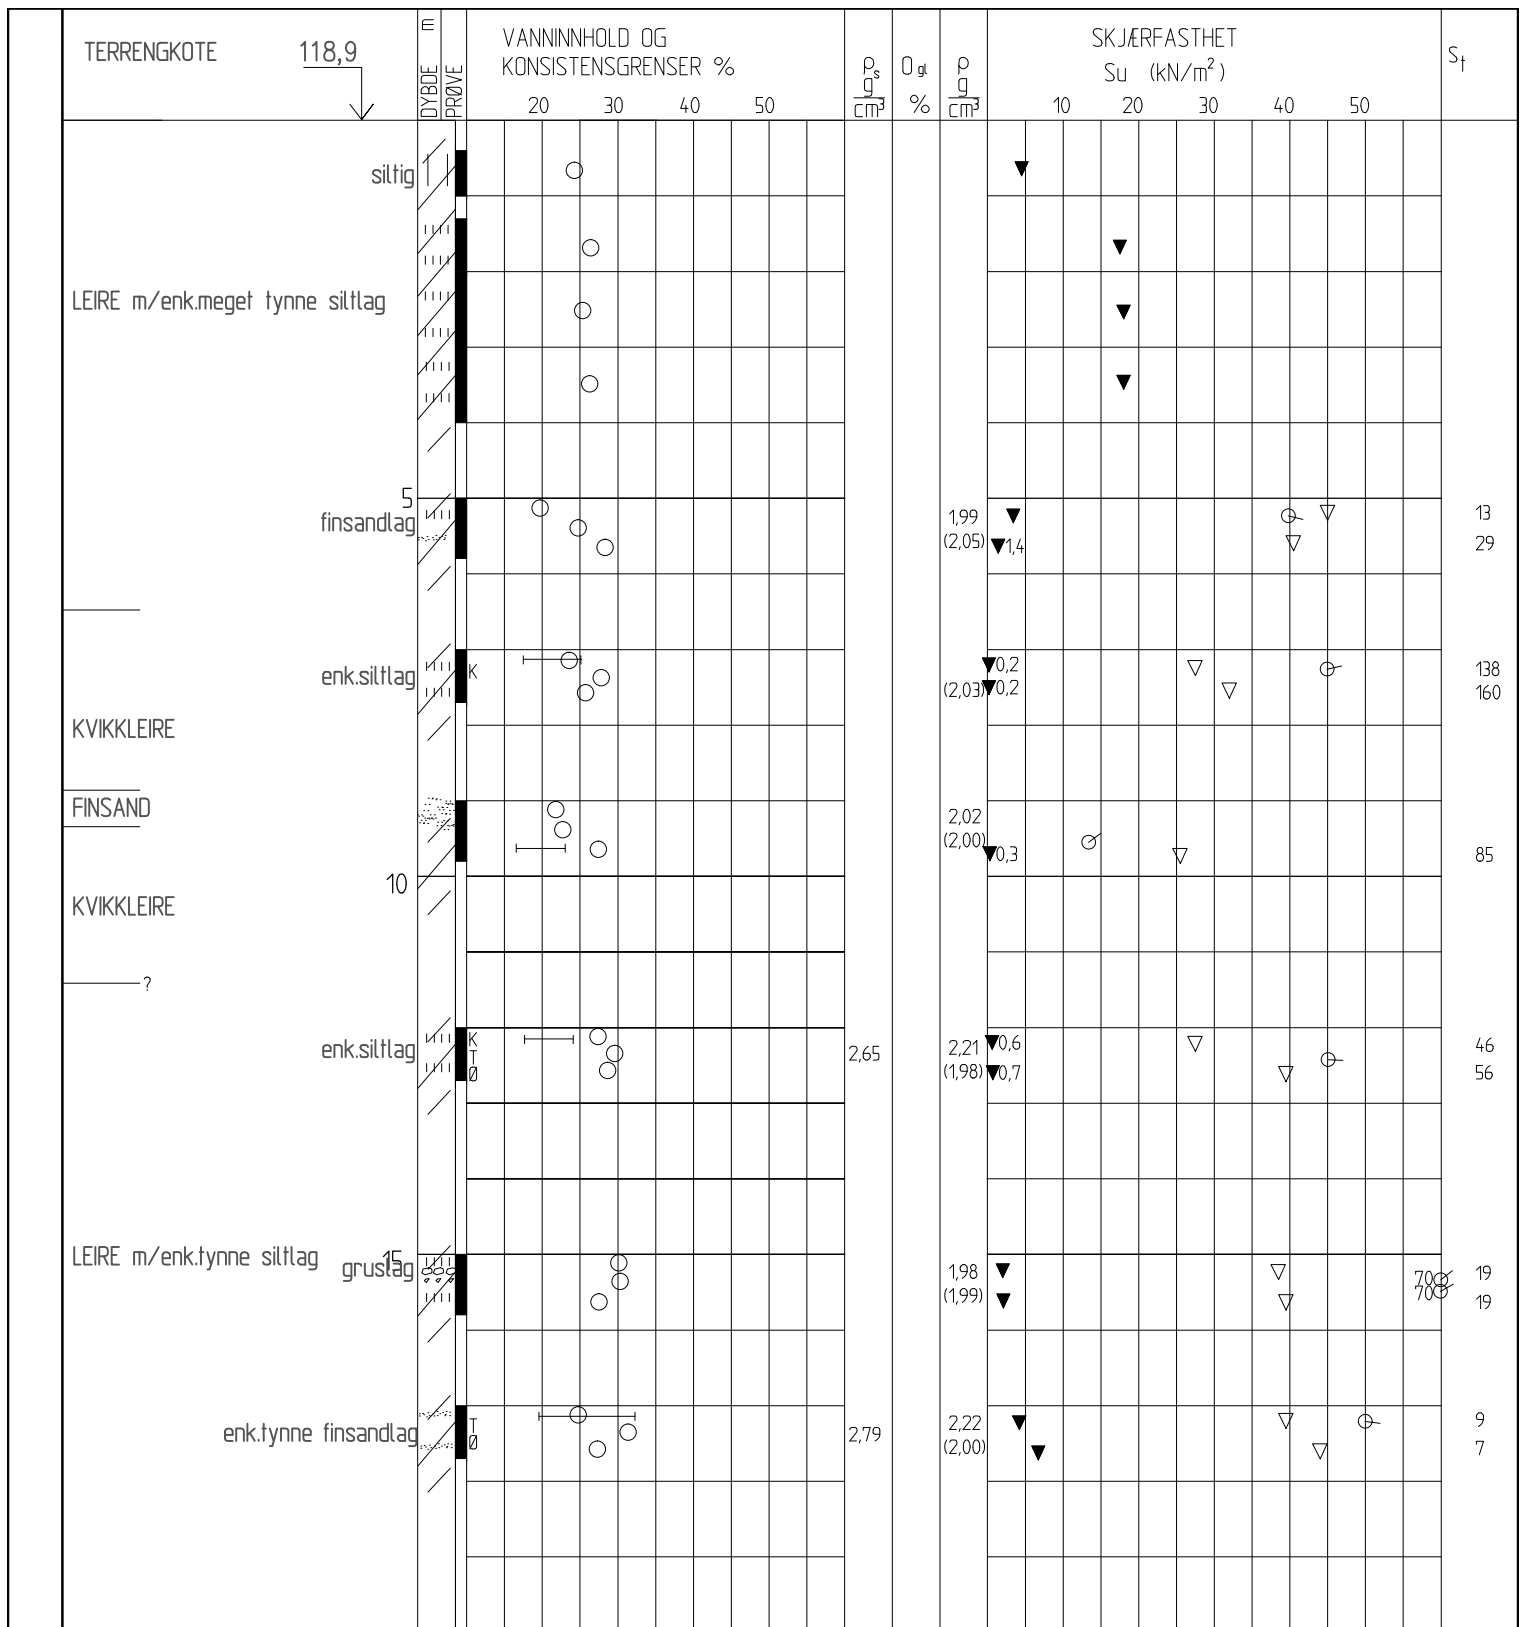 TERRENGKOTE 118,9
m
DYBDE
PRØVE
VANNINNHOLD OG
KONSISTENSGRENSER %
20 30 40 50
ρs g cm³
O gl %
ρ g cm³
SKJÆRFASTHET
Su (kN/m²)
10 20 30 40 50
St
siltig
LEIRE m/enk.meget tynne siltlag
5
finsandlag
1,99 13
(2,05) 1,4 29
enk.siltlag K
0,2 138
(2,03) 0,2 160
KVIKKLEIRE
FINSAND
2,02
(2,00) 0,3 85
10
KVIKKLEIRE
?
enk.siltlag K T Ø
2,65 2,21 0,6 46
(1,98) 0,7 56
LEIRE m/enk.tynne siltlag
15
gruslag
1,98 70 19
(1,99) 70 19
enk.tynne finsandlag T Ø
2,79 2,22 9
(2,00) 7